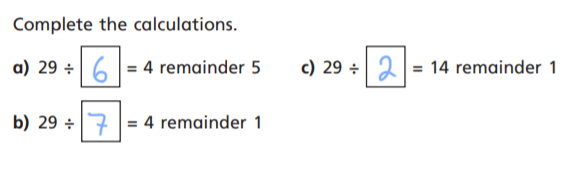 Complete the calculations.
a) 29 ÷ 6 = 4 remainder 5
c) 29 ÷ 2 = 14 remainder 1
b) 29 ÷ 7 = 4 remainder 1